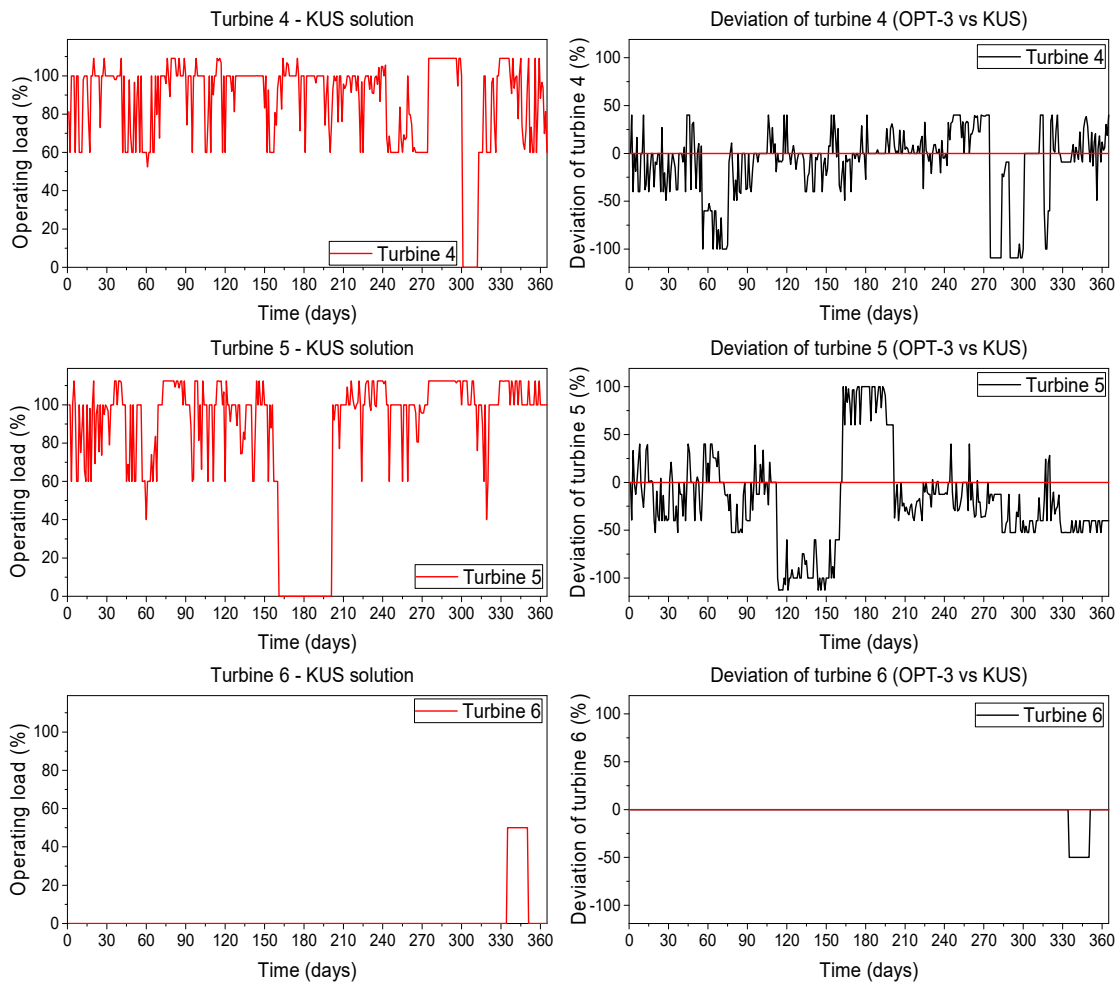 Turbine 4 - KUS solution
Operating load (%)
100
80
60
40
20
0
Turbine 4
0 30 60 90 120 150 180 210 240 270 300 330 360
Time (days)
Deviation of turbine 4 (OPT-3 vs KUS)
Deviation of turbine 4 (%)
100
50
0
-50
-100
Turbine 4
0 30 60 90 120 150 180 210 240 270 300 330 360
Time (days)
Turbine 5 - KUS solution
Operating load (%)
100
80
60
40
20
0
Turbine 5
0 30 60 90 120 150 180 210 240 270 300 330 360
Time (days)
Deviation of turbine 5 (OPT-3 vs KUS)
Deviation of turbine 5 (%)
100
50
0
-50
-100
Turbine 5
0 30 60 90 120 150 180 210 240 270 300 330 360
Time (days)
Turbine 6 - KUS solution
Operating load (%)
100
80
60
40
20
0
Turbine 6
0 30 60 90 120 150 180 210 240 270 300 330 360
Time (days)
Deviation of turbine 6 (OPT-3 vs KUS)
Deviation of turbine 6 (%)
100
50
0
-50
-100
Turbine 6
0 30 60 90 120 150 180 210 240 270 300 330 360
Time (days)